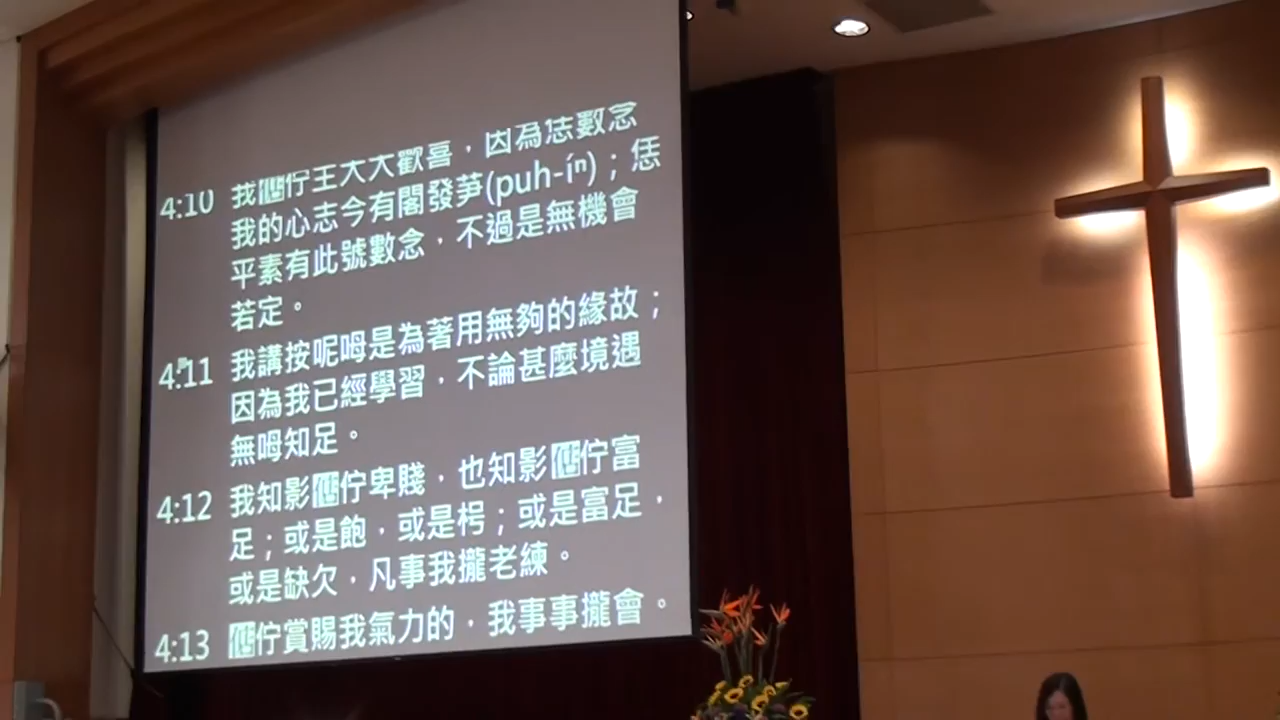 4:10 我佇主大大歡喜，因為恁數念
我的心志今有閣發芽(puh-íⁿ)；恁
平素有此號數念，不過是無機會
若定。
4:11 我講按呢呣是為著用無夠的緣故；
因為我已經學習，不論甚麼境遇
無呣知足。
4:12 我知影佇卑賤，也知影佇富
足；或是飽，或是枵；或是富足，
或是缺欠，凡事我攏老練。
4:13 佇賞賜我氣力的，我事事攏會。